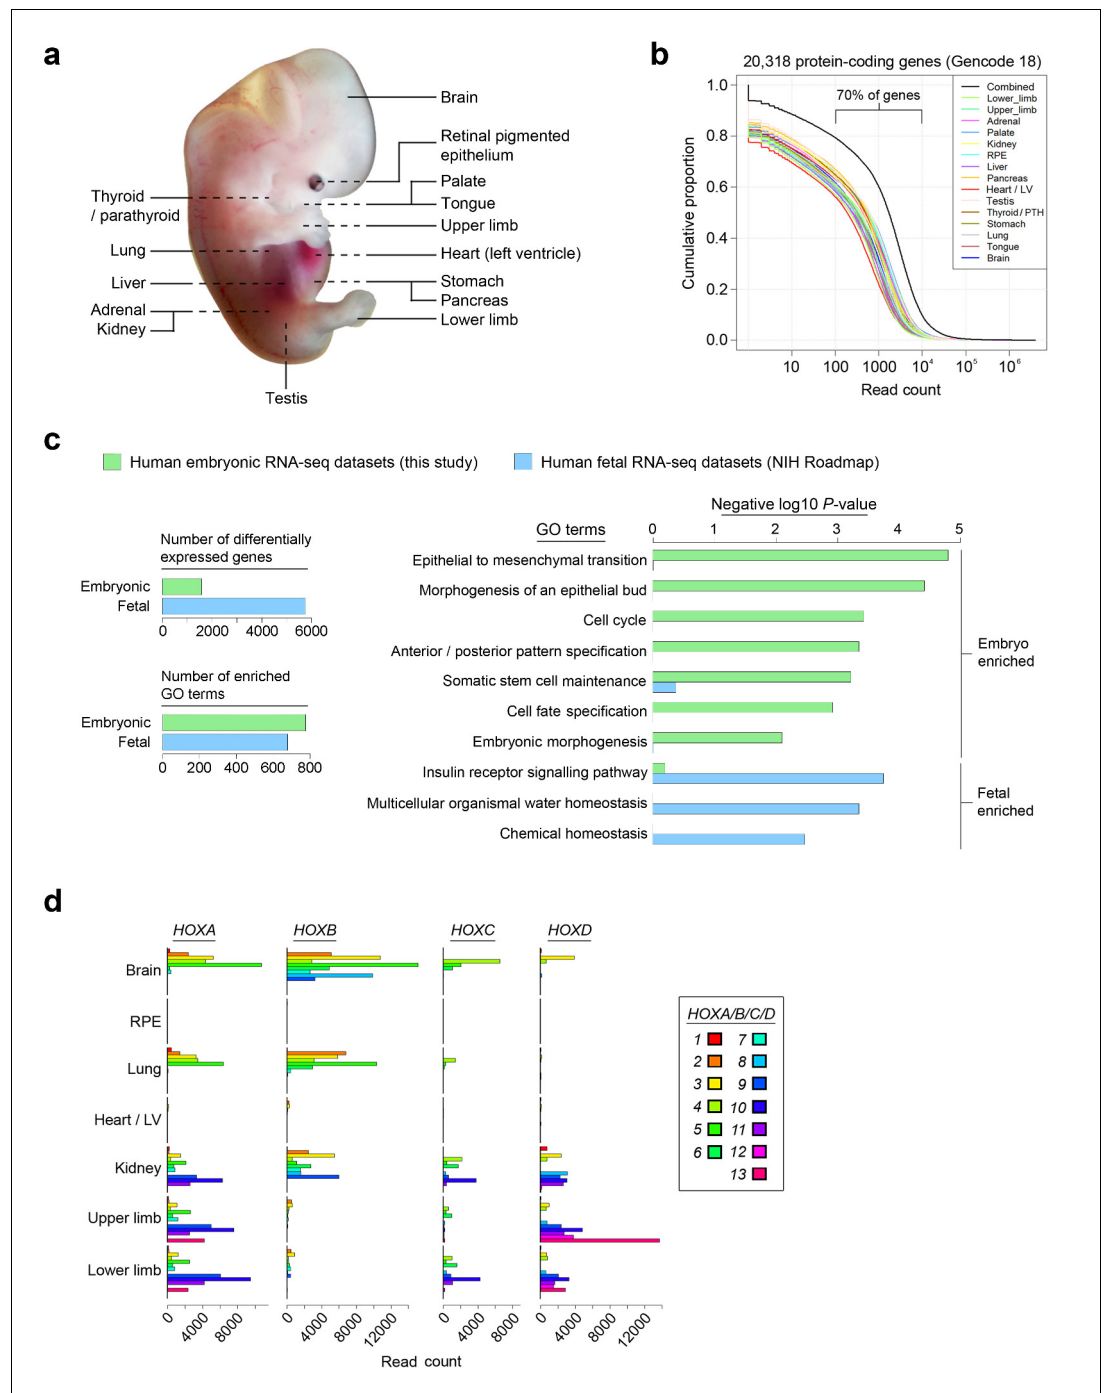 a
Brain
Retinal pigmented
epithelium
Palate
Tongue
Upper limb
Heart (left ventricle)
Stomach
Pancreas
Lower limb
Thyroid
/ parathyroid
Lung
Liver
Adrenal
Kidney
Testis
b
20,318 protein-coding genes (Gencode 18)
70% of genes
Cumulative proportion
1.0
0.8
0.6
0.4
0.2
0.0
10 100 1000 10⁴ 10⁵ 10⁶
Read count
Combined
Lower_limb
Upper_limb
Adrenal
Palate
Kidney
RPE
Liver
Pancreas
Heart / LV
Testis
Thyroid / PTH
Stomach
Lung
Tongue
Brain
c
Human embryonic RNA-seq datasets (this study)
Human fetal RNA-seq datasets (NIH Roadmap)
Number of differentially
expressed genes
Embryonic
Fetal
0 2000 4000 6000
Number of enriched
GO terms
Embryonic
Fetal
0 200 400 600 800
Negative log10 P-value
GO terms
0 1 2 3 4 5
Epithelial to mesenchymal transition
Morphogenesis of an epithelial bud
Cell cycle
Anterior / posterior pattern specification
Somatic stem cell maintenance
Cell fate specification
Embryonic morphogenesis
Insulin receptor signalling pathway
Multicellular organismal water homeostasis
Chemical homeostasis
Embryo
enriched
Fetal
enriched
d
HOXA HOXB HOXC HOXD
Brain
RPE
Lung
Heart / LV
Kidney
Upper limb
Lower limb
0 4000 8000 0 4000 8000 12000 0 4000 8000 0 4000 8000 12000
Read count
HOXA/B/C/D
1 7
2 8
3 9
4 10
5 11
6 12
13